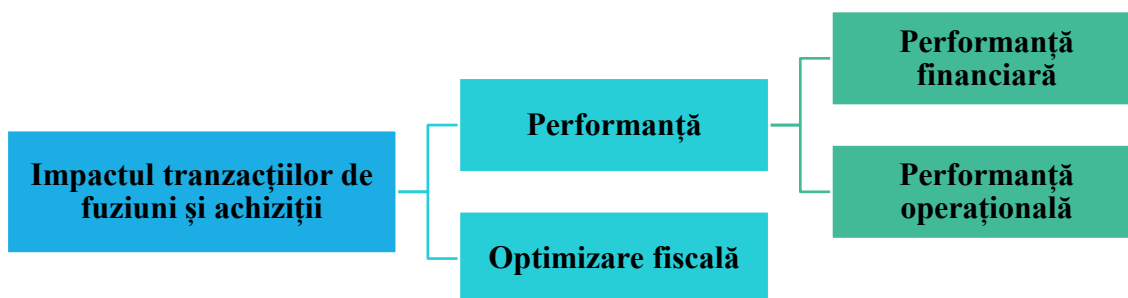 Impactul tranzacțiilor de
fuziuni și achiziții
Performanță
Optimizare fiscală
Performanță
financiară
Performanță
operațională